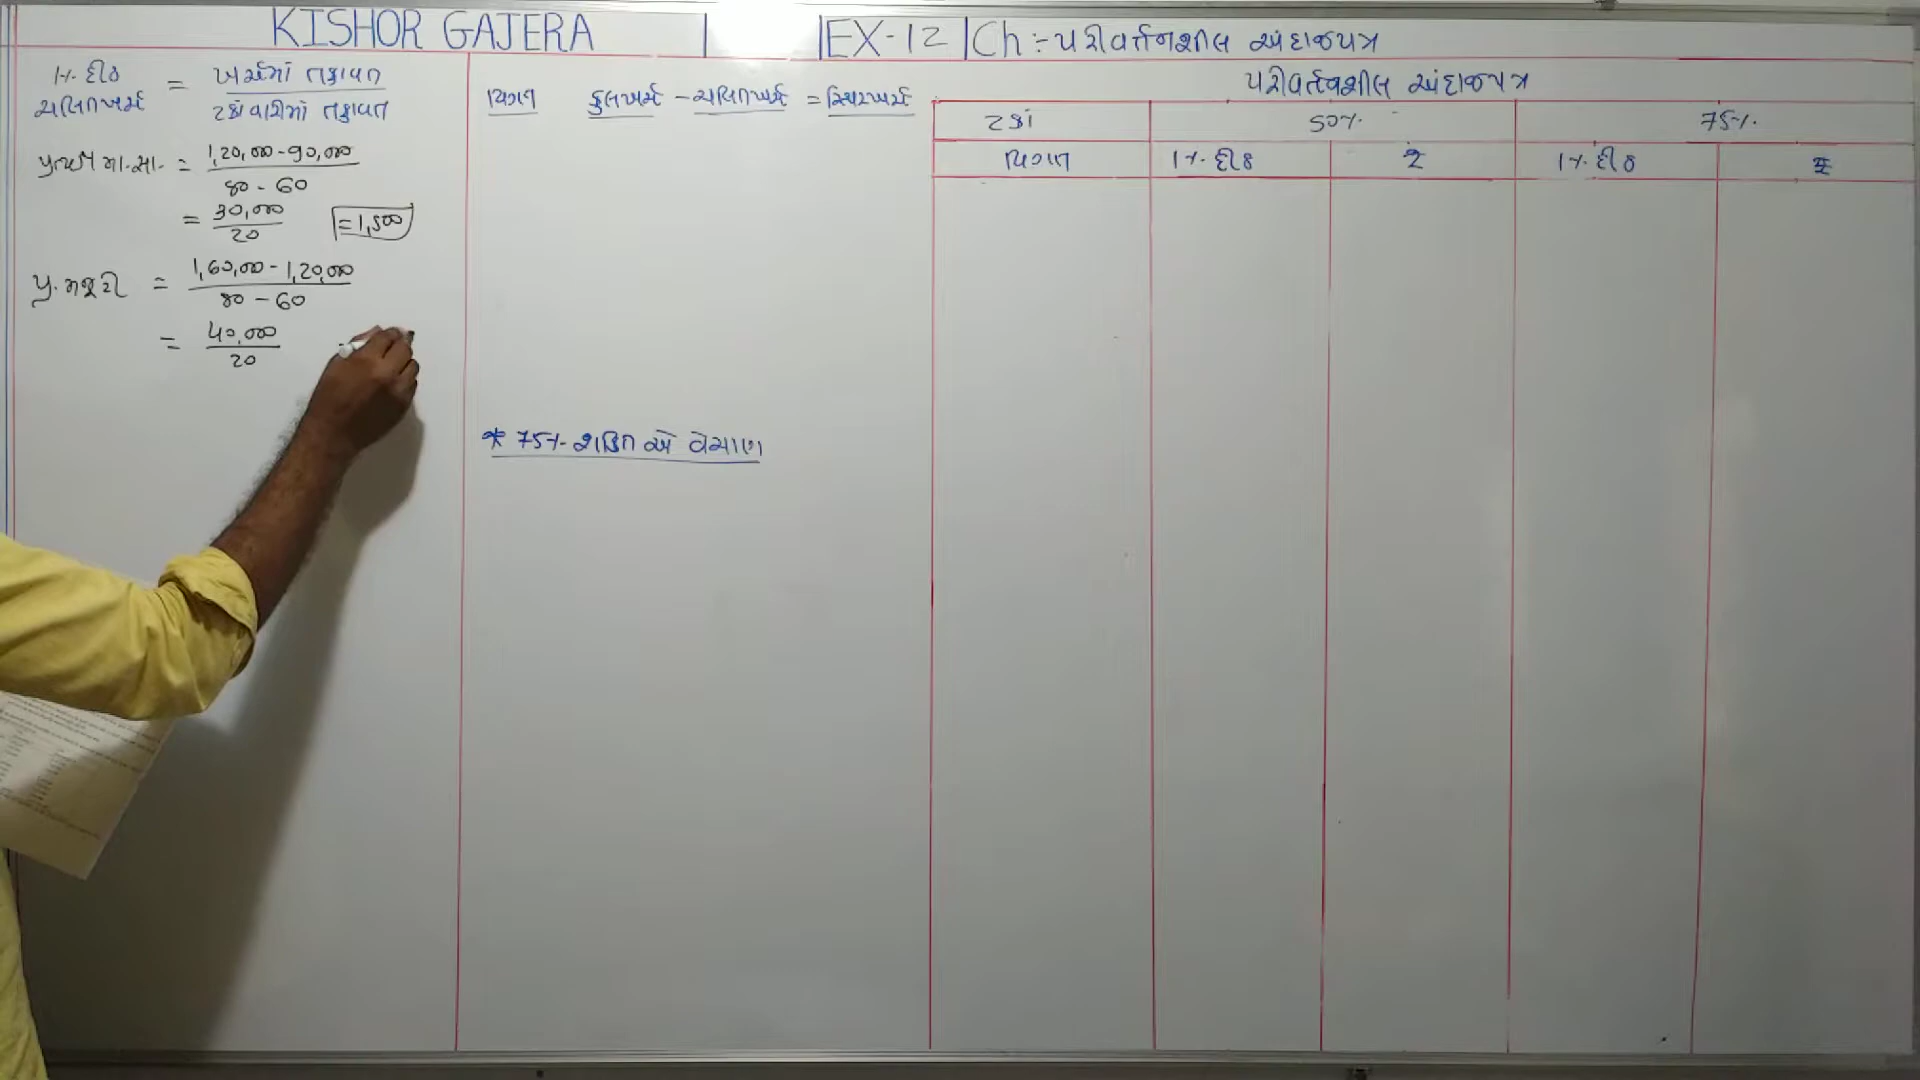 KISHOR GAJERA
EX-12
Ch :- પરીવર્તનશીલ અંદાજપત્ર
1% દીઠ ચલિતખર્ચ = ખર્ચમાં તફાવત / ટકાવારીમાં તફાવત
પ્રત્યક્ષ મા.સા. = 1,20,000 - 90,000 / 80 - 60
= 30,000 / 20 = 1,500
પ્ર. મજૂરી = 1,60,000 - 1,20,000 / 80 - 60
= 40,000 / 20
વિગત કુલખર્ચ - ચલિતખર્ચ = સ્થિરખર્ચ
* 75% શક્તિ એ વેચાણ
પરીવર્તનશીલ અંદાજપત્ર
ટકા 50% 75%
વિગત 1% દીઠ ₹ 1% દીઠ ₹